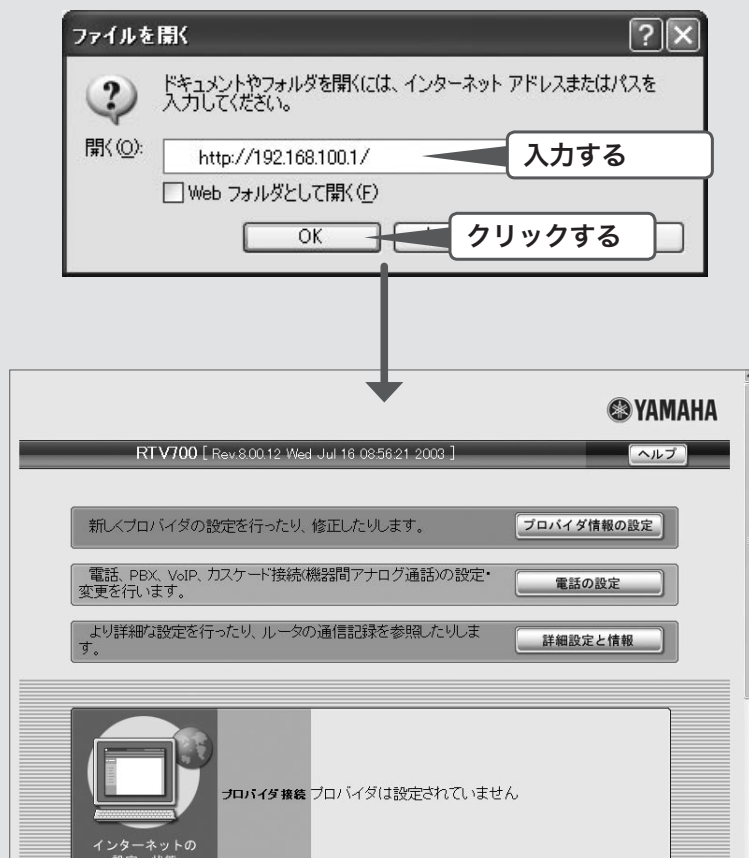 ファイルを開く
ドキュメントやフォルダを開くには、インターネット アドレスまたはパスを
入力してください。
開く(O):
http://192.168.100.1/
入力する
Web フォルダとして開く(F)
OK
クリックする
YAMAHA
RTV700 [ Rev.8.00.12 Wed Jul 16 08:56:21 2003 ]
ヘルプ
新しくプロバイダの設定を行ったり、修正したりします。
プロバイダ情報の設定
電話、PBX、VoIP、カスケード接続(機器間アナログ通話)の設定・
変更を行います。
電話の設定
より詳細な設定を行ったり、ルータの通信記録を参照したりしま
す。
詳細設定と情報
プロバイダ接続
プロバイダは設定されていません
インターネットの